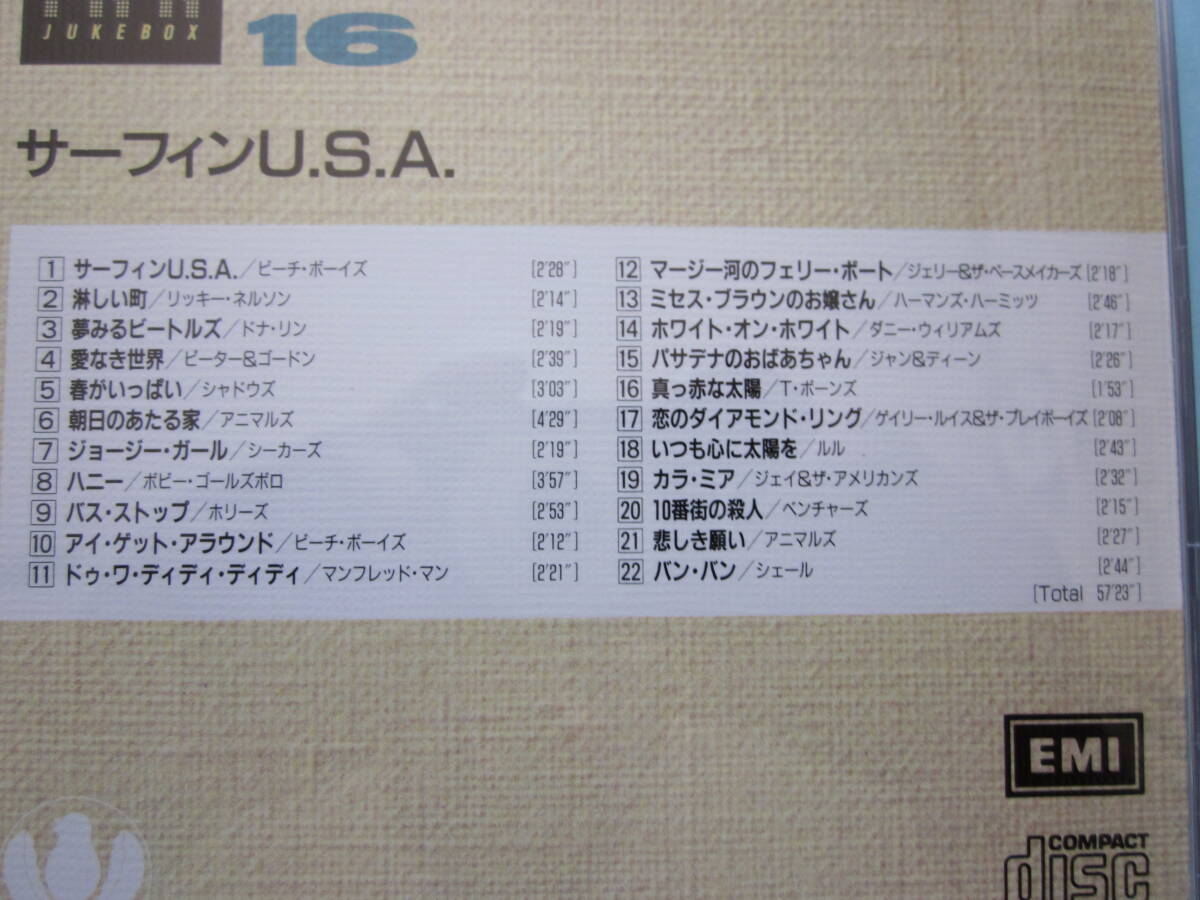 JUKEBOX
16
サーフィンU.S.A.
1 サーフィンU.S.A./ビーチ・ボーイズ [2'28"]
2 淋しい町/リッキー・ネルソン [2'14"]
3 夢みるビートルズ/ドナ・リン [2'19"]
4 愛なき世界/ピーター&ゴードン [2'39"]
5 春がいっぱい/シャドウズ [3'03"]
6 朝日のあたる家/アニマルズ [4'29"]
7 ジョージー・ガール/シーカーズ [2'19"]
8 ハニー/ボビー・ゴールズボロ [3'57"]
9 バス・ストップ/ホリーズ [2'53"]
10 アイ・ゲット・アラウンド/ビーチ・ボーイズ [2'12"]
11 ドゥ・ワ・ディディ・ディディ/マンフレッド・マン [2'21"]
12 マージー河のフェリー・ボート/ジェリー&ザ・ペースメイカーズ [2'18"]
13 ミセス・ブラウンのお嬢さん/ハーマンズ・ハーミッツ [2'46"]
14 ホワイト・オン・ホワイト/ダニー・ウィリアムズ [2'17"]
15 パサデナのおばあちゃん/ジャン&ディーン [2'26"]
16 真っ赤な太陽/T・ボーンズ [1'53"]
17 恋のダイアモンド・リング/ゲイリー・ルイス&ザ・プレイボーイズ [2'08"]
18 いつも心に太陽を/ルル [2'43"]
19 カラ・ミア/ジェイ&ザ・アメリカンズ [2'32"]
20 10番街の殺人/ベンチャーズ [2'15"]
21 悲しき願い/アニマルズ [2'27"]
22 バン・バン/シェール [2'44"]
[Total 57'23"]
EMI
COMPACT
disc